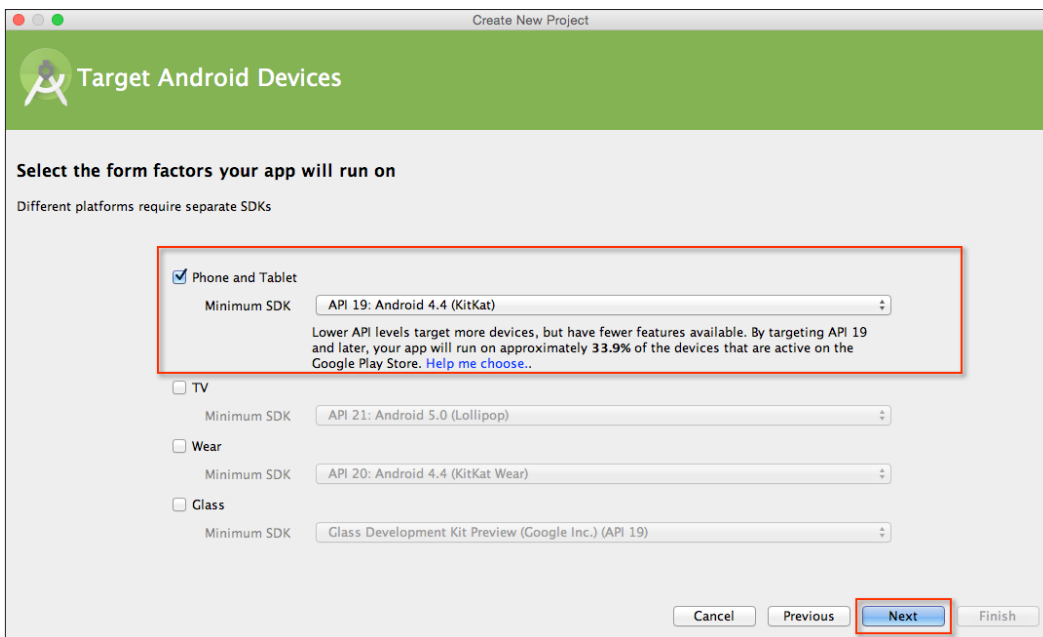 Create New Project
Target Android Devices
Select the form factors your app will run on
Different platforms require separate SDKs
Phone and Tablet
Minimum SDK API 19: Android 4.4 (KitKat)
Lower API levels target more devices, but have fewer features available. By targeting API 19
and later, your app will run on approximately 33.9% of the devices that are active on the
Google Play Store. Help me choose..
TV
Minimum SDK API 21: Android 5.0 (Lollipop)
Wear
Minimum SDK API 20: Android 4.4 (KitKat Wear)
Glass
Minimum SDK Glass Development Kit Preview (Google Inc.) (API 19)
Cancel Previous Next Finish